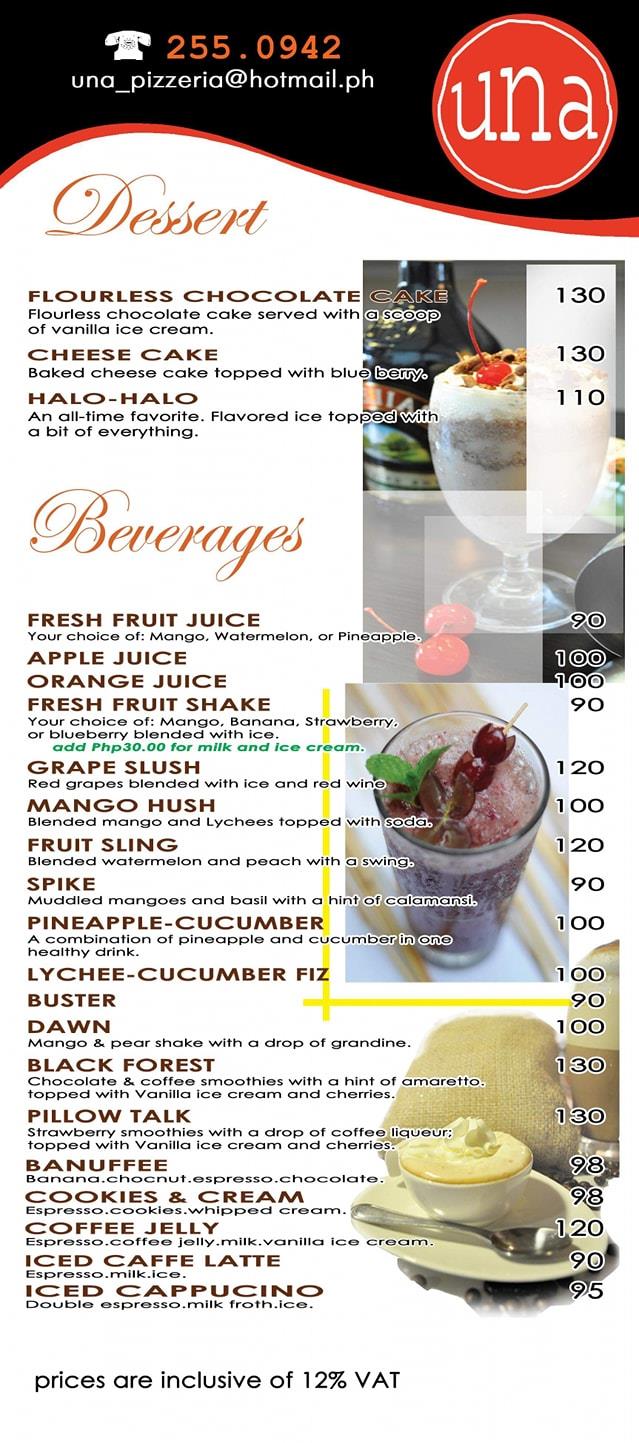 255.0942
una_pizzeria@hotmail.ph
una
Dessert
FLOURLESS CHOCOLATE CAKE 130
Flourless chocolate cake served with a scoop
of vanilla ice cream.
CHEESE CAKE 130
Baked cheese cake topped with blue berry.
HALO-HALO 110
An all-time favorite. Flavored ice topped with
a bit of everything.
Beverages
FRESH FRUIT JUICE 90
Your choice of: Mango, Watermelon, or Pineapple.
APPLE JUICE 100
ORANGE JUICE 100
FRESH FRUIT SHAKE 90
Your choice of: Mango, Banana, Strawberry,
or blueberry blended with ice.
add Php30.00 for milk and ice cream.
GRAPE SLUSH 120
Red grapes blended with ice and red wine
MANGO HUSH 100
Blended mango and Lychees topped with soda.
FRUIT SLING 120
Blended watermelon and peach with a swing.
SPIKE 90
Muddled mangoes and basil with a hint of calamansi.
PINEAPPLE-CUCUMBER 100
A combination of pineapple and cucumber in one
healthy drink.
LYCHEE-CUCUMBER FIZ 100
BUSTER 90
DAWN 100
Mango & pear shake with a drop of grandine.
BLACK FOREST 130
Chocolate & coffee smoothies with a hint of amaretto.
topped with Vanilla ice cream and cherries.
PILLOW TALK 130
Strawberry smoothies with a drop of coffee liqueur;
topped with Vanilla ice cream and cherries.
BANUFFEE 98
Banana.chocnut.espresso.chocolate.
COOKIES & CREAM 98
Espresso.cookies.whipped cream.
COFFEE JELLY 120
Espresso.coffee jelly.milk.vanilla ice cream.
ICED CAFFE LATTE 90
Espresso.milk.ice.
ICED CAPPUCINO 95
Double espresso.milk froth.ice.
prices are inclusive of 12% VAT